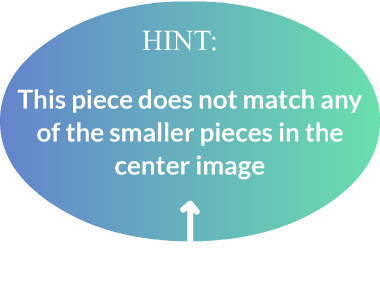 HINT:
This piece does not match any
of the smaller pieces in the
center image